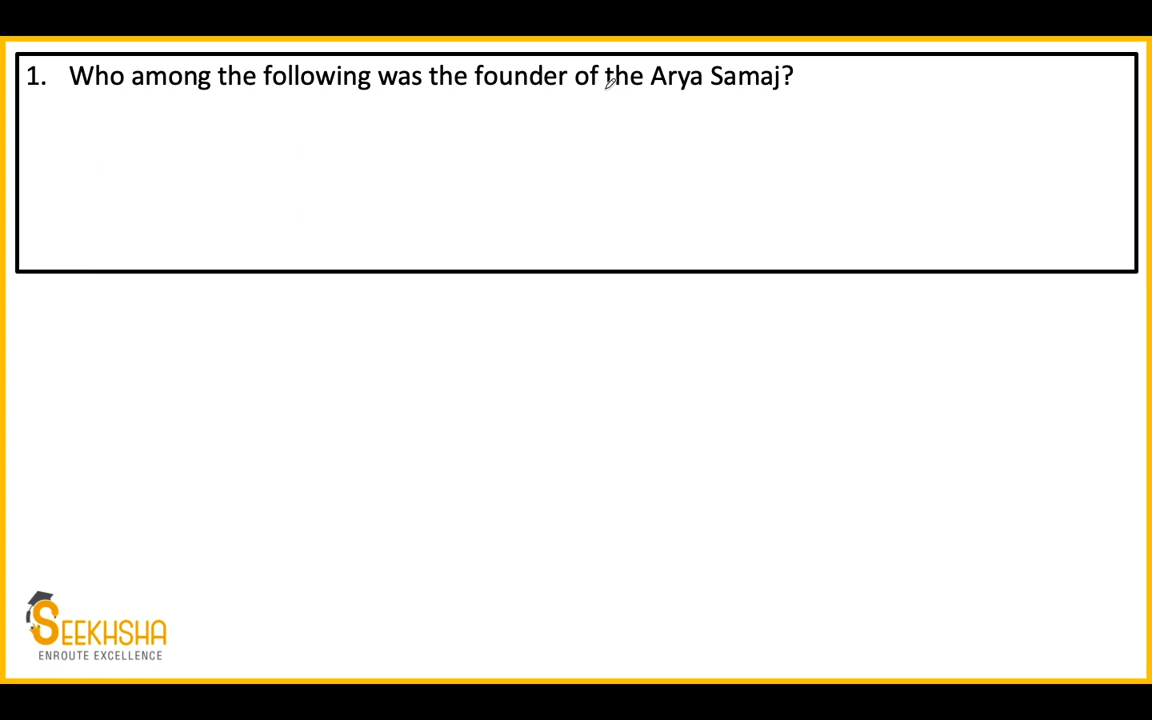 1. Who among the following was the founder of the Arya Samaj?
SEEKHSHA
ENROUTE EXCELLENCE